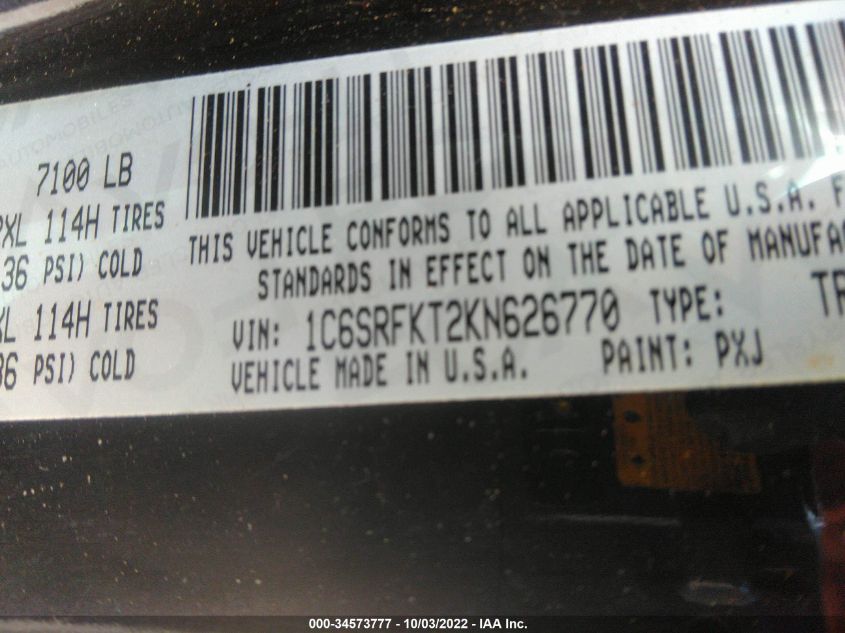 7100 LB
114H TIRES
36 PSI) COLD
114H TIRES
36 PSI) COLD
THIS VEHICLE CONFORMS TO ALL APPLICABLE U.S.A. F
STANDARDS IN EFFECT ON THE DATE OF MANUFA
VIN: 1C6SRFKT2KN626770 TYPE: TR
VEHICLE MADE IN U.S.A. PAINT: PXJ
000-34573777 - 10/03/2022 - IAA Inc.